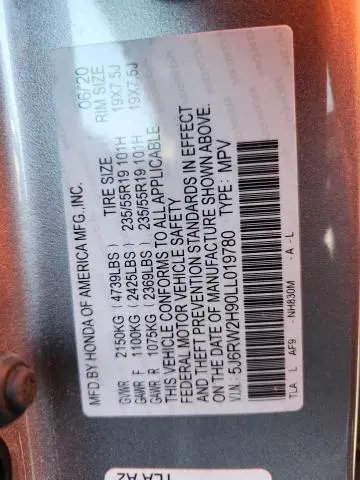 MFD. BY HONDA OF AMERICA MFG.,INC. 06/20
TIRE SIZE RIM SIZE
GVWR 2150KG (4739LBS)
GAWR F 1100KG (2425LBS) 235/55R19 101H 19X7.5J
GAWR R 1075KG (2369LBS) 235/55R19 101H 19X7.5J
THIS VEHICLE CONFORMS TO ALL APPLICABLE
FEDERAL MOTOR VEHICLE SAFETY
AND THEFT PREVENTION STANDARDS IN EFFECT
ON THE DATE OF MANUFACTURE SHOWN ABOVE.
V.I.N.: 5J6RW2H90LL019780 TYPE: MPV
TLA L AF9 - NH830M - A - L